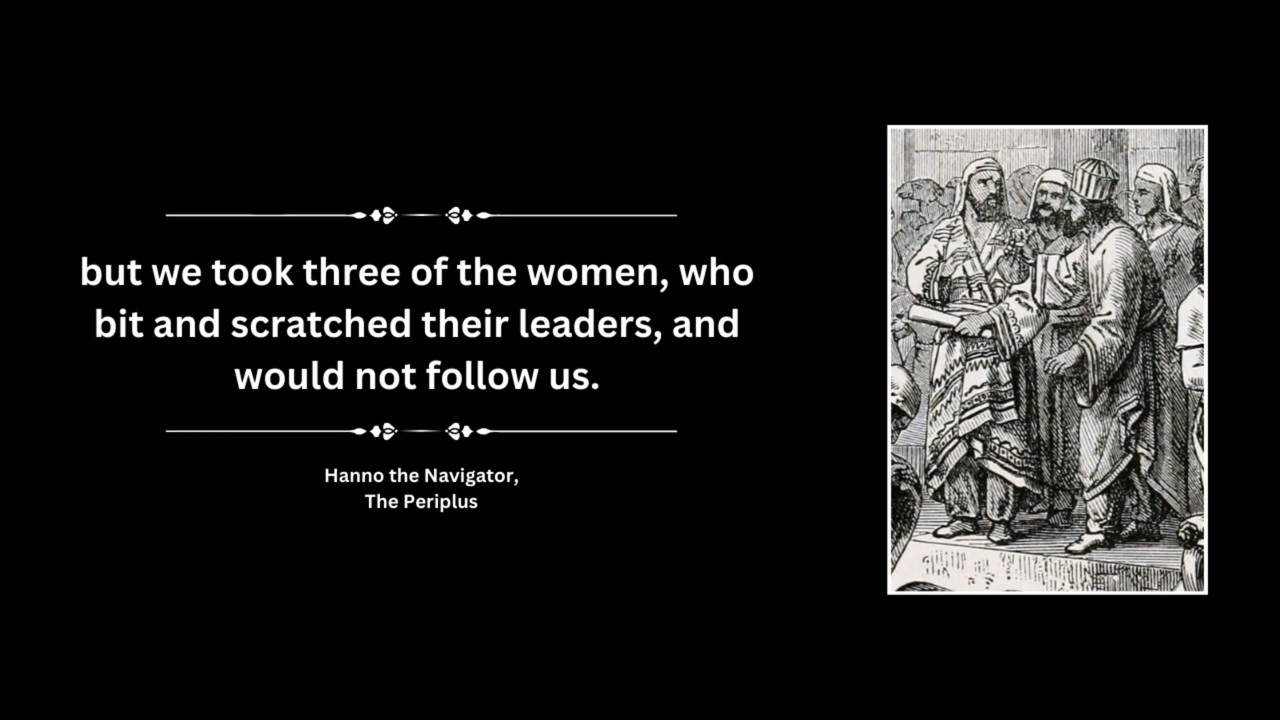 but we took three of the women, who
bit and scratched their leaders, and
would not follow us.
Hanno the Navigator,
The Periplus